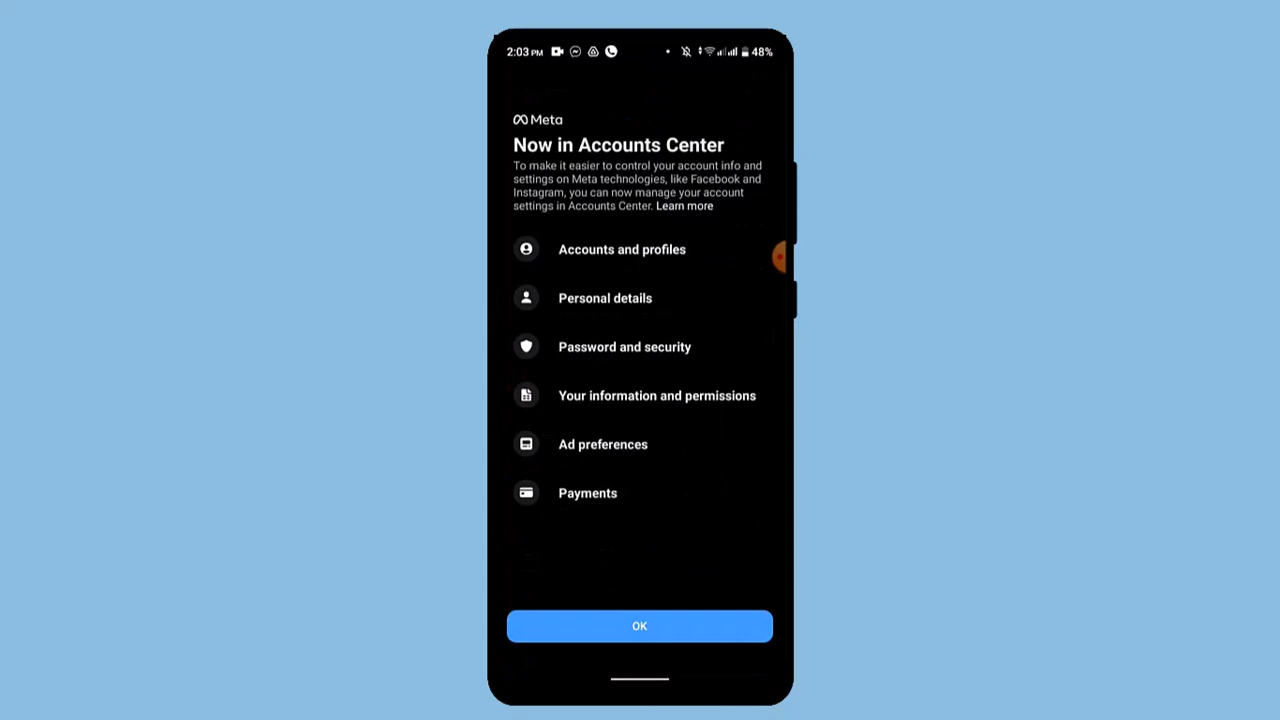 2:03 PM 48%
Meta
Now in Accounts Center
To make it easier to control your account info and
settings on Meta technologies, like Facebook and
Instagram, you can now manage your account
settings in Accounts Center. Learn more
Accounts and profiles
Personal details
Password and security
Your information and permissions
Ad preferences
Payments
OK